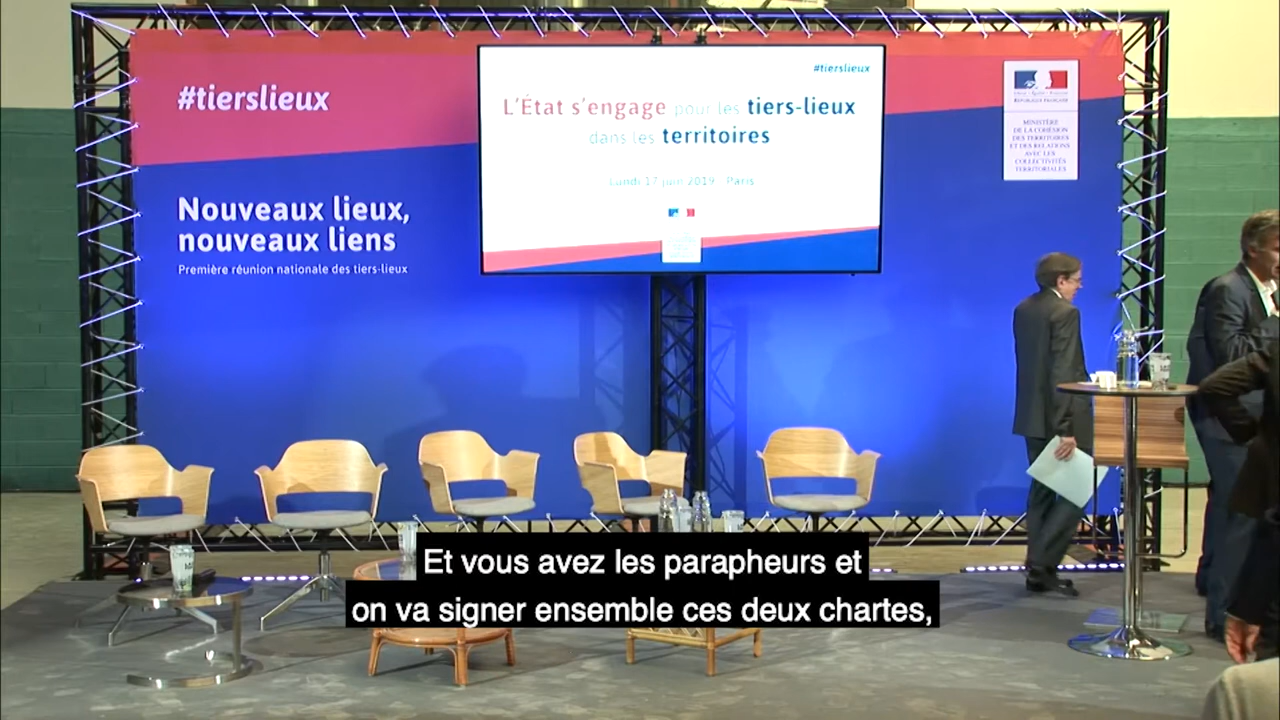 #tierslieux
Nouveaux lieux,
nouveaux liens
Première réunion nationale des tiers-lieux
#tierslieux
L'État s'engage pour les tiers-lieux
dans les territoires
Lundi 17 juin 2019 - Paris
RÉPUBLIQUE FRANÇAISE
MINISTÈRE
DE LA COHÉSION
DES TERRITOIRES
ET DES RELATIONS
AVEC LES
COLLECTIVITÉS
TERRITORIALES
Et vous avez les parapheurs et
on va signer ensemble ces deux chartes,